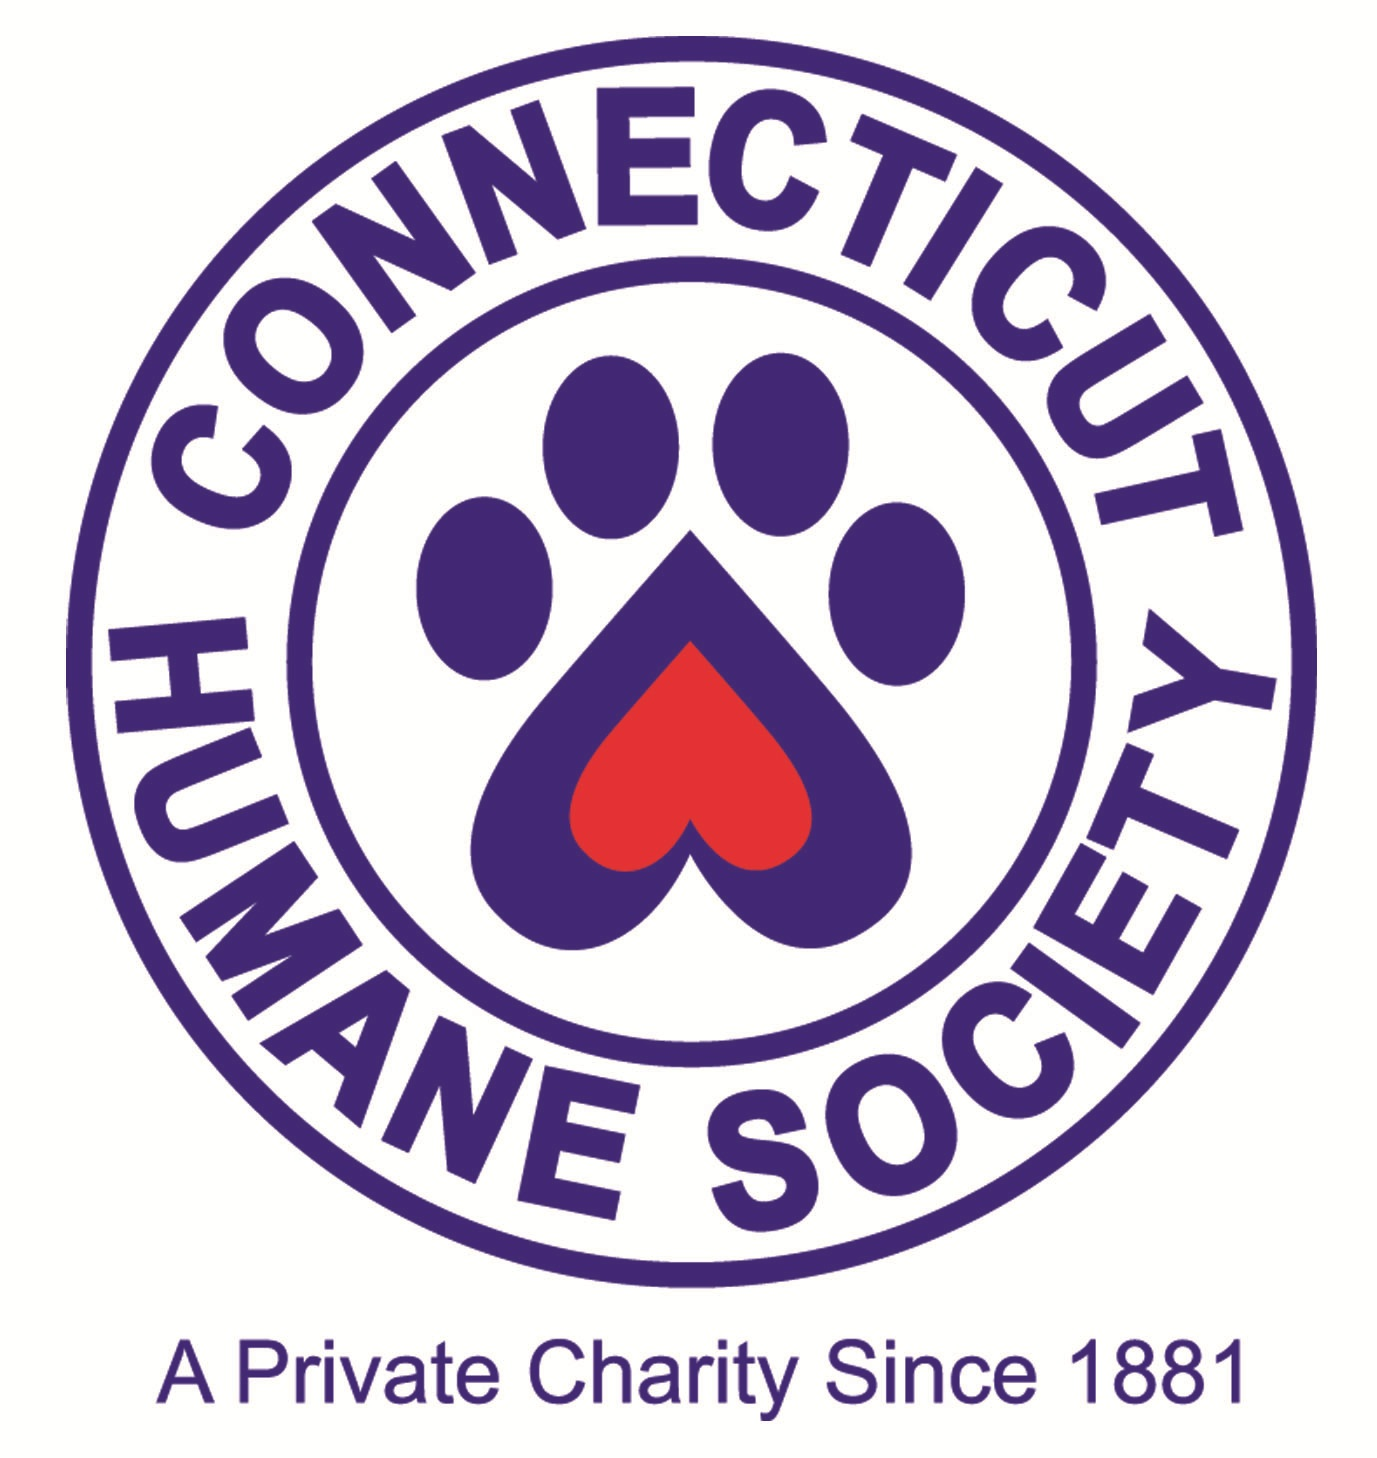 CONNECTICUT
HUMANE SOCIETY
A Private Charity Since 1881